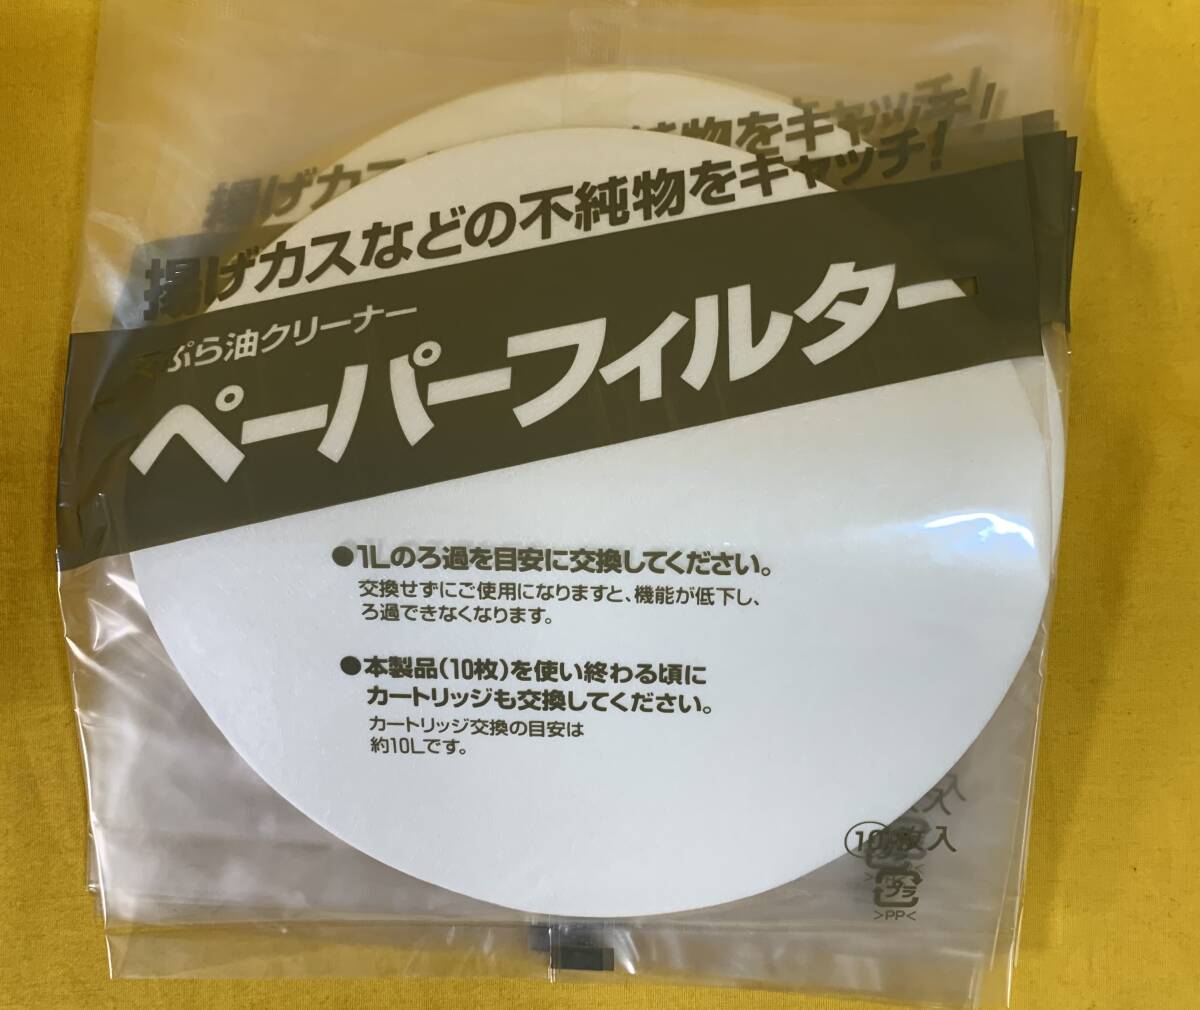 揚げカスなどの不純物をキャッチ!
天ぷら油クリーナー
ペーパーフィルター
●1Lのろ過を目安に交換してください。
交換せずにご使用になりますと、機能が低下し、
ろ過できなくなります。
●本製品(10枚)を使い終わる頃に
カートリッジも交換してください。
カートリッジ交換の目安は
約10Lです。
10枚入
プラ
>PP<